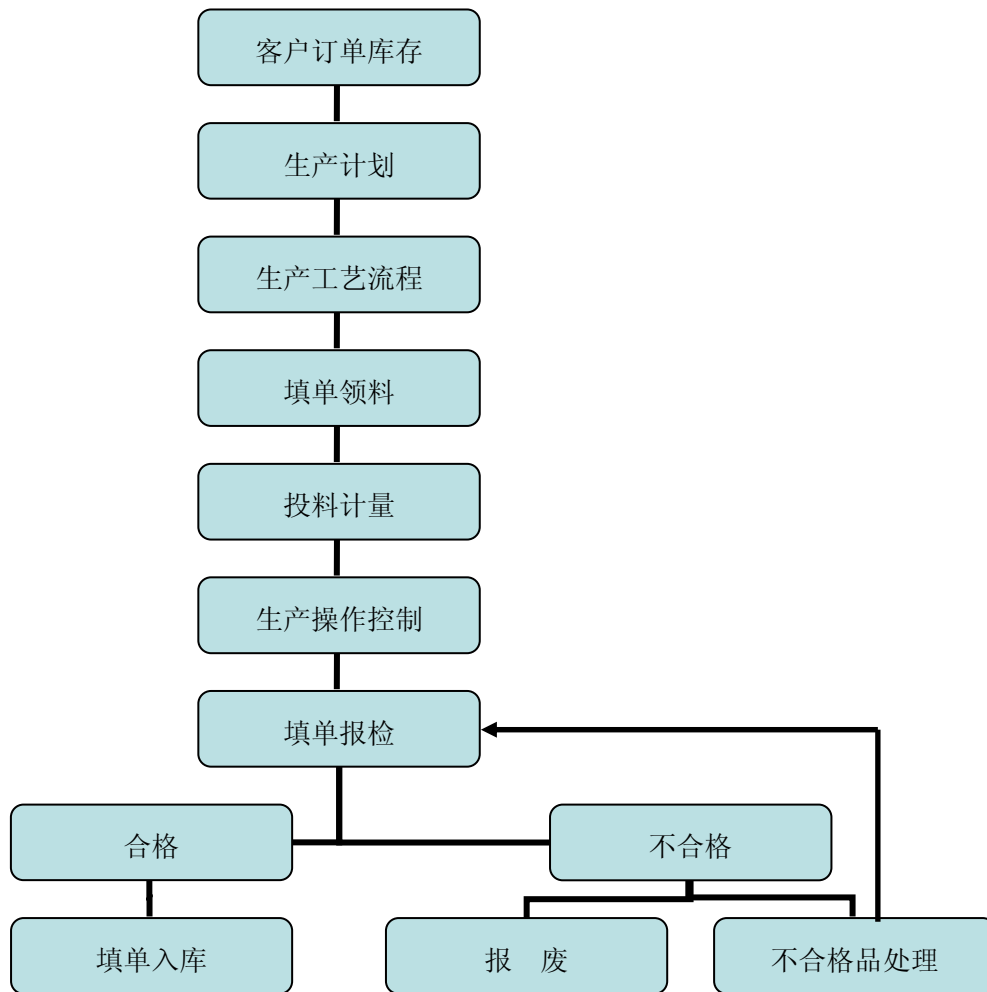 客户订单库存
生产计划
生产工艺流程
填单领料
投料计量
生产操作控制
填单报检
合格
不合格
填单入库
报 废
不合格品处理